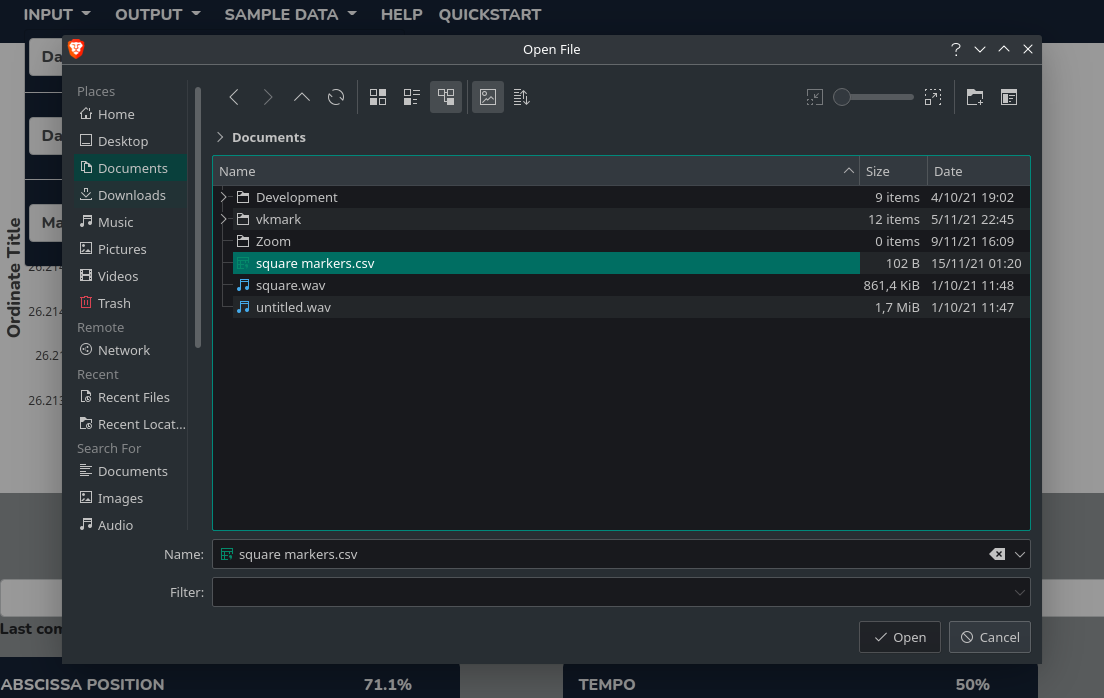 INPUT OUTPUT SAMPLE DATA HELP QUICKSTART
Open File
Da
Da
Ma
Ordinate Title
26.214
26.214
26.21
26.213
Places
Home
Desktop
Documents
Downloads
Music
Pictures
Videos
Trash
Remote
Network
Recent
Recent Files
Recent Locat...
Search For
Documents
Images
Audio
Documents
Name Size Date
Development 9 items 4/10/21 19:02
vkmark 12 items 5/11/21 22:45
Zoom 0 items 9/11/21 16:09
square markers.csv 102 B 15/11/21 01:20
square.wav 861,4 KiB 1/10/21 11:48
untitled.wav 1,7 MiB 1/10/21 11:47
Name: square markers.csv
Filter:
Open Cancel
Last com
ABSCISSA POSITION 71.1% TEMPO 50%